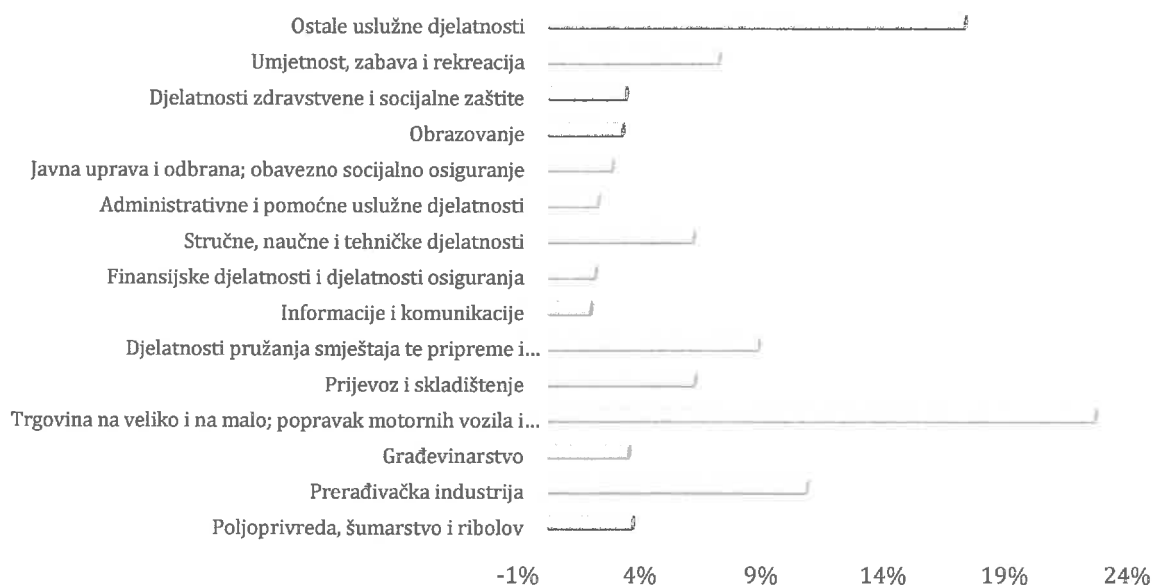 Ostale uslužne djelatnosti
Umjetnost, zabava i rekreacija
Djelatnosti zdravstvene i socijalne zaštite
Obrazovanje
Javna uprava i odbrana; obavezno socijalno osiguranje
Administrativne i pomoćne uslužne djelatnosti
Stručne, naučne i tehničke djelatnosti
Finansijske djelatnosti i djelatnosti osiguranja
Informacije i komunikacije
Djelatnosti pružanja smještaja te pripreme i...
Prijevoz i skladištenje
Trgovina na veliko i na malo; popravak motornih vozila i...
Građevinarstvo
Prerađivačka industrija
Poljoprivreda, šumarstvo i ribolov
-1% 4% 9% 14% 19% 24%